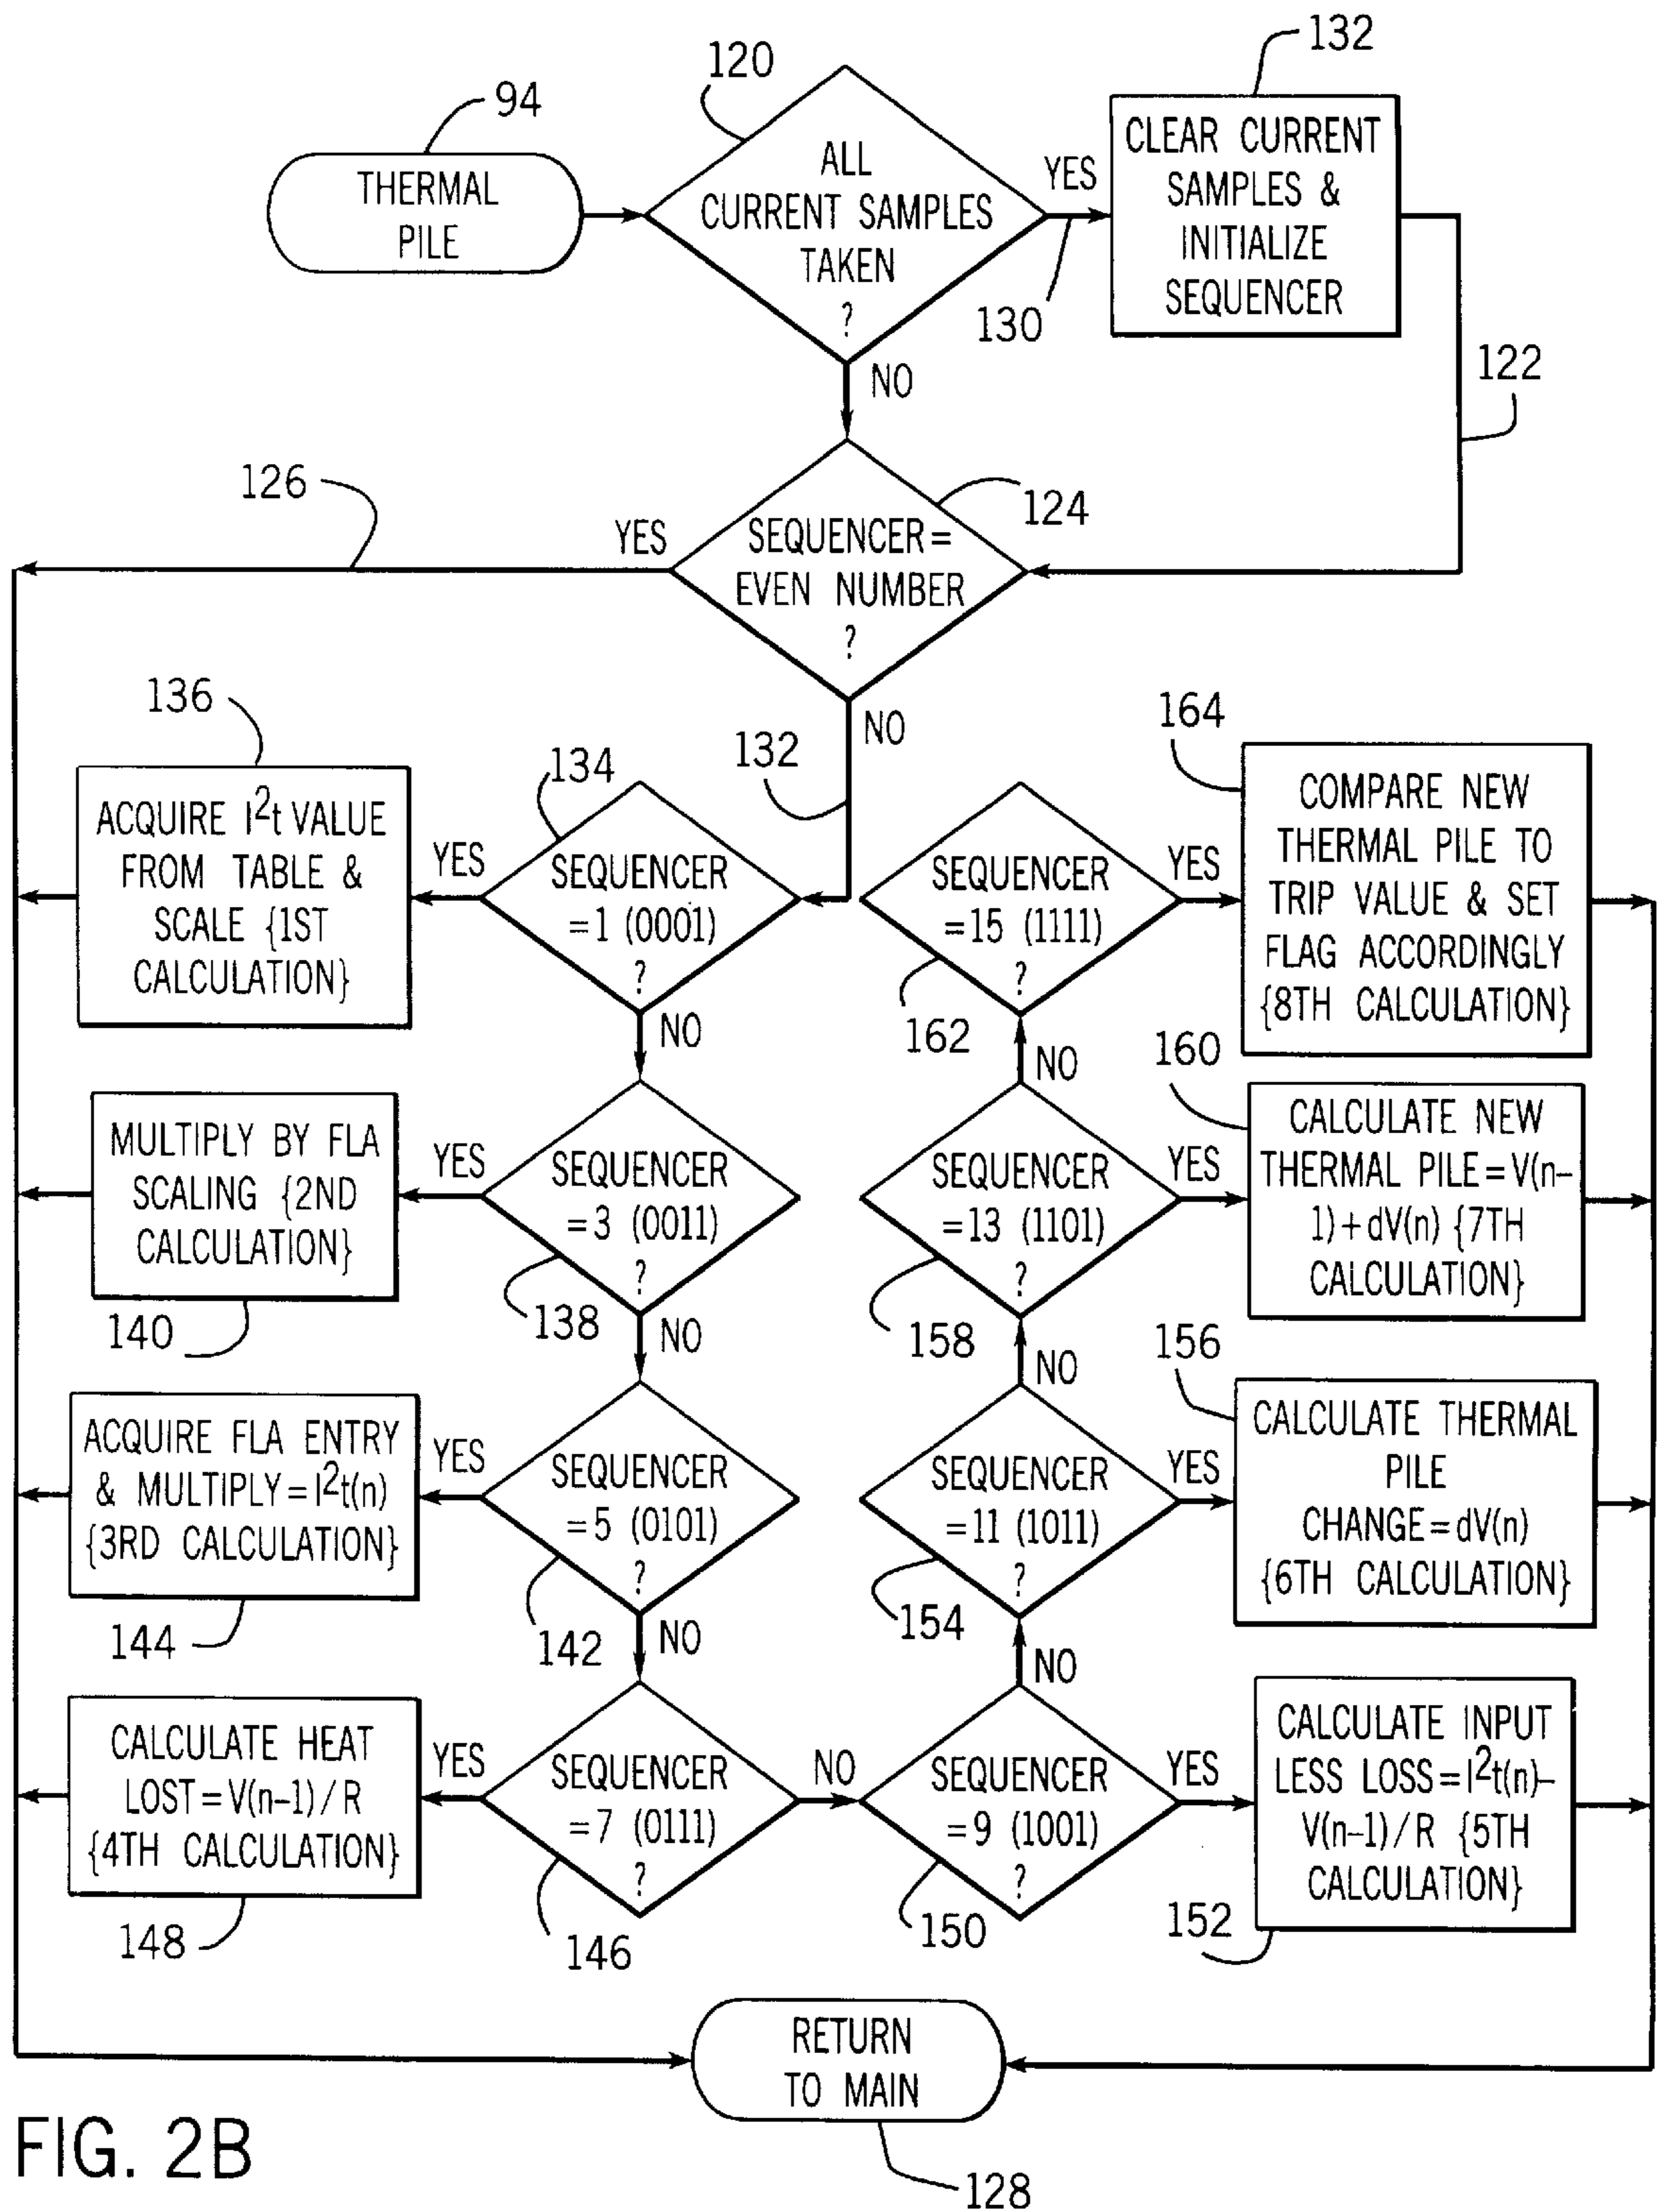 94
THERMAL
PILE
120
ALL
CURRENT SAMPLES
TAKEN
?
YES
130
132
CLEAR CURRENT
SAMPLES &
INITIALIZE
SEQUENCER
122
NO
124
SEQUENCER=
EVEN NUMBER
?
YES
126
NO
132
134
SEQUENCER
=1 (0001)
?
YES
136
ACQUIRE I²t VALUE
FROM TABLE &
SCALE {1ST
CALCULATION}
NO
SEQUENCER
=3 (0011)
?
138
YES
MULTIPLY BY FLA
SCALING {2ND
CALCULATION}
140
NO
SEQUENCER
=5 (0101)
?
142
YES
ACQUIRE FLA ENTRY
& MULTIPLY=I²t(n)
{3RD CALCULATION}
144
NO
SEQUENCER
=7 (0111)
?
146
YES
CALCULATE HEAT
LOST=V(n-1)/R
{4TH CALCULATION}
148
NO
SEQUENCER
=9 (1001)
?
150
YES
CALCULATE INPUT
LESS LOSS=I²t(n)-
V(n-1)/R {5TH
CALCULATION}
152
NO
SEQUENCER
=11 (1011)
?
154
YES
156
CALCULATE THERMAL
PILE
CHANGE=dV(n)
{6TH CALCULATION}
NO
SEQUENCER
=13 (1101)
?
158
YES
160
CALCULATE NEW
THERMAL PILE=V(n-
1)+dV(n) {7TH
CALCULATION}
NO
SEQUENCER
=15 (1111)
?
162
YES
164
COMPARE NEW
THERMAL PILE TO
TRIP VALUE & SET
FLAG ACCORDINGLY
{8TH CALCULATION}
RETURN
TO MAIN
128
FIG. 2B